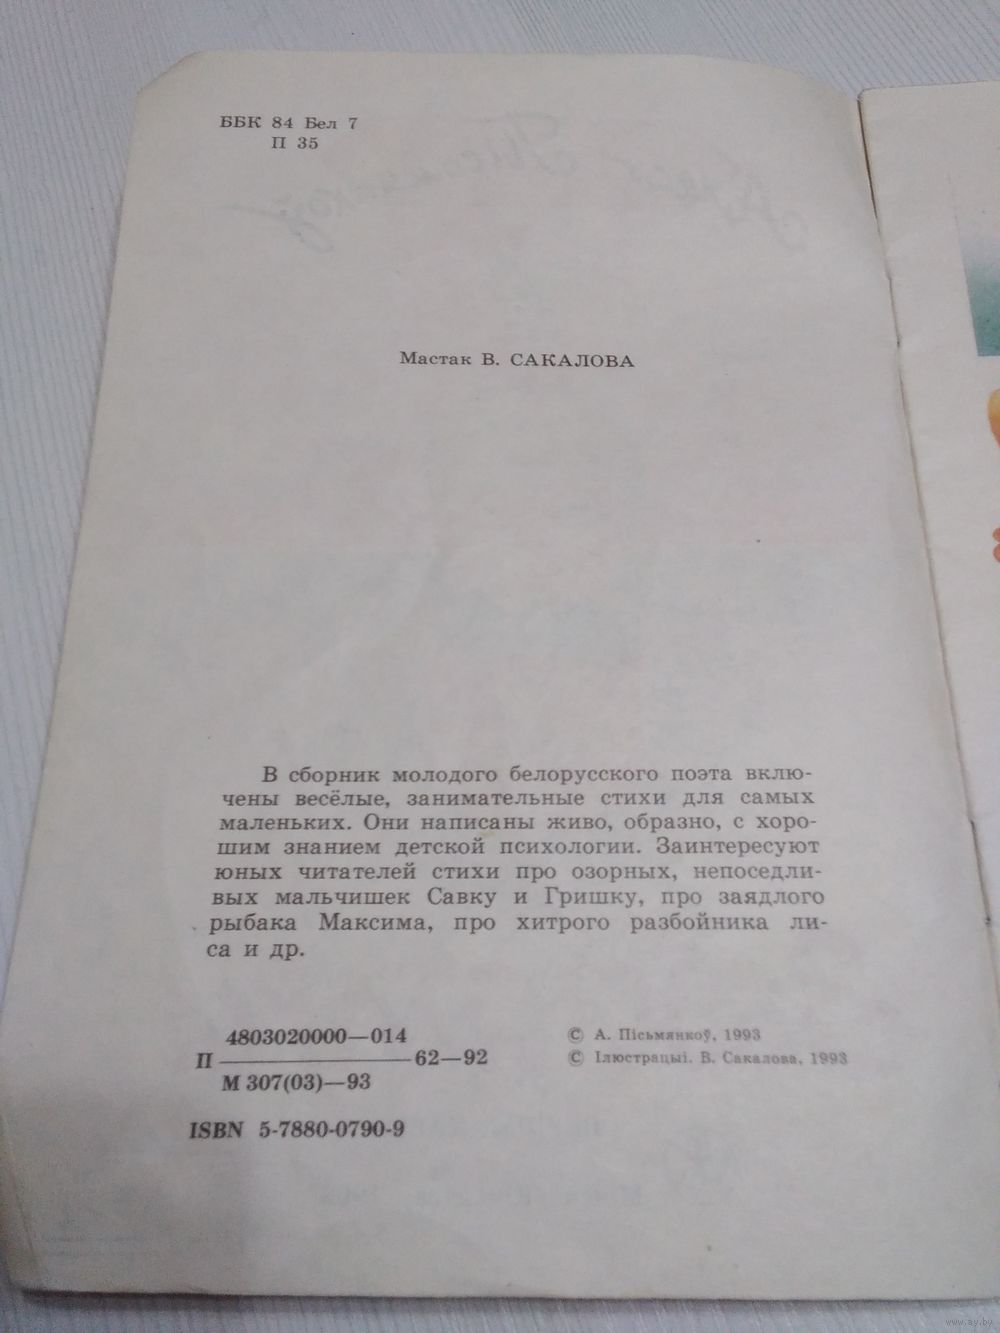 ББК 84 Бел 7
П 35
Мастак В. САКАЛОВА
В сборник молодого белорусского поэта вклю-
чены весёлые, занимательные стихи для самых
маленьких. Они написаны живо, образно, с хоро-
шим знанием детской психологии. Заинтересуют
юных читателей стихи про озорных, непоседли-
вых мальчишек Савку и Гришку, про заядлого
рыбака Максима, про хитрого разбойника ли-
са и др.
4803020000—014
П ————— 62—92
М 307(03)—93
ISBN 5-7880-0790-9
© А. Пісьмянкоў, 1993
© Ілюстрацыі. В. Сакалова, 1993
www.ay.by